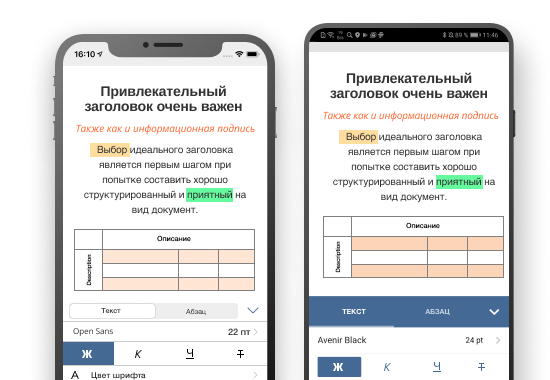 16:10
Привлекательный
заголовок очень важен
Также как и информационная подпись
Выбор идеального заголовка
является первым шагом при
попытке составить хорошо
структурированный и приятный на
вид документ.
Описание
Description
Текст
Абзац
Open Sans
22 пт
Ж К Ч Т
А Цвет шрифта
89 % 11:46
Привлекательный
заголовок очень важен
Также как и информационная подпись
Выбор идеального заголовка
является первым шагом при
попытке составить хорошо
структурированный и приятный на
вид документ.
Описание
Description
ТЕКСТ
АБЗАЦ
Avenir Black
24 pt
Ж К Ч Т